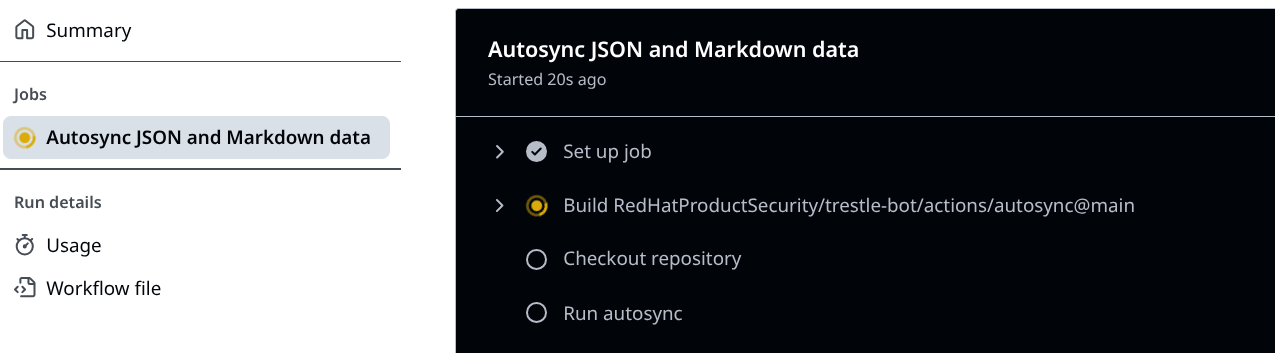 Summary
Jobs
Autosync JSON and Markdown data
Run details
Usage
Workflow file
Autosync JSON and Markdown data
Started 20s ago
Set up job
Build RedHatProductSecurity/trestle-bot/actions/autosync@main
Checkout repository
Run autosync